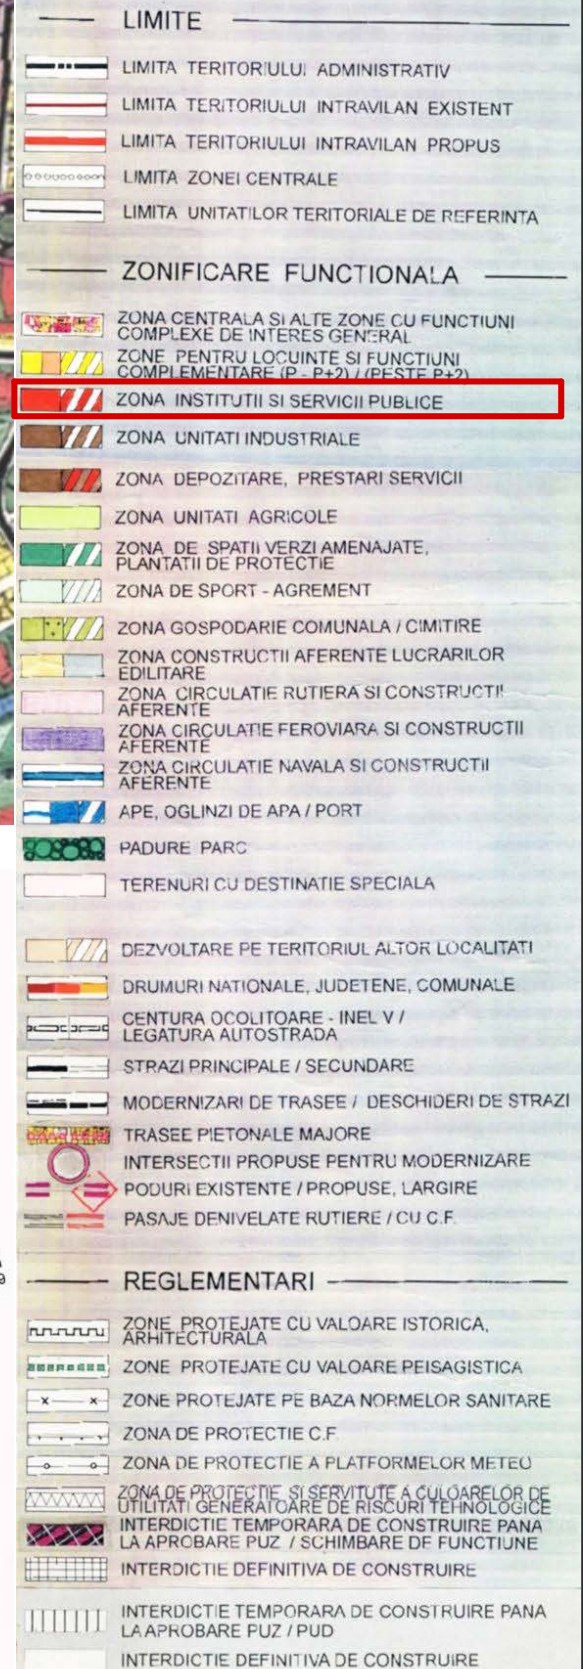 LIMITE
LIMITA TERITORIULUI ADMINISTRATIV
LIMITA TERITORIULUI INTRAVILAN EXISTENT
LIMITA TERITORIULUI INTRAVILAN PROPUS
LIMITA ZONEI CENTRALE
LIMITA UNITATILOR TERITORIALE DE REFERINTA
ZONIFICARE FUNCTIONALA
ZONA CENTRALA SI ALTE ZONE CU FUNCTIUNI
COMPLEXE DE INTERES GENERAL
ZONE PENTRU LOCUINTE SI FUNCTIUNI
COMPLEMENTARE (P - P+2) / (PESTE P+2)
ZONA INSTITUTII SI SERVICII PUBLICE
ZONA UNITATI INDUSTRIALE
ZONA DEPOZITARE, PRESTARI SERVICII
ZONA UNITATI AGRICOLE
ZONA DE SPATII VERZI AMENAJATE,
PLANTATII DE PROTECTIE
ZONA DE SPORT - AGREMENT
ZONA GOSPODARIE COMUNALA / CIMITIRE
ZONA CONSTRUCTII AFERENTE LUCRARILOR
EDILITARE
ZONA CIRCULATIE RUTIERA SI CONSTRUCTII
AFERENTE
ZONA CIRCULATIE FEROVIARA SI CONSTRUCTII
AFERENTE
ZONA CIRCULATIE NAVALA SI CONSTRUCTII
AFERENTE
APE, OGLINZI DE APA / PORT
PADURE PARC
TERENURI CU DESTINATIE SPECIALA
DEZVOLTARE PE TERITORIUL ALTOR LOCALITATI
DRUMURI NATIONALE, JUDETENE, COMUNALE
CENTURA OCOLITOARE - INEL V /
LEGATURA AUTOSTRADA
STRAZI PRINCIPALE / SECUNDARE
MODERNIZARI DE TRASEE / DESCHIDERI DE STRAZI
TRASEE PIETONALE MAJORE
INTERSECTII PROPUSE PENTRU MODERNIZARE
PODURI EXISTENTE / PROPUSE, LARGIRE
PASAJE DENIVELATE RUTIERE / CU C.F.
REGLEMENTARI
ZONE PROTEJATE CU VALOARE ISTORICA,
ARHITECTURALA
ZONE PROTEJATE CU VALOARE PEISAGISTICA
ZONE PROTEJATE PE BAZA NORMELOR SANITARE
ZONA DE PROTECTIE C.F.
ZONA DE PROTECTIE A PLATFORMELOR METEO
ZONA DE PROTECTIE SI SERVITUTE A CULOARELOR DE
UTILITATI GENERATOARE DE RISCURI TEHNOLOGICE
INTERDICTIE TEMPORARA DE CONSTRUIRE PANA
LA APROBARE PUZ / SCHIMBARE DE FUNCTIUNE
INTERDICTIE DEFINITIVA DE CONSTRUIRE
INTERDICTIE TEMPORARA DE CONSTRUIRE PANA
LA APROBARE PUZ / PUD
INTERDICTIE DEFINITIVA DE CONSTRUIRE